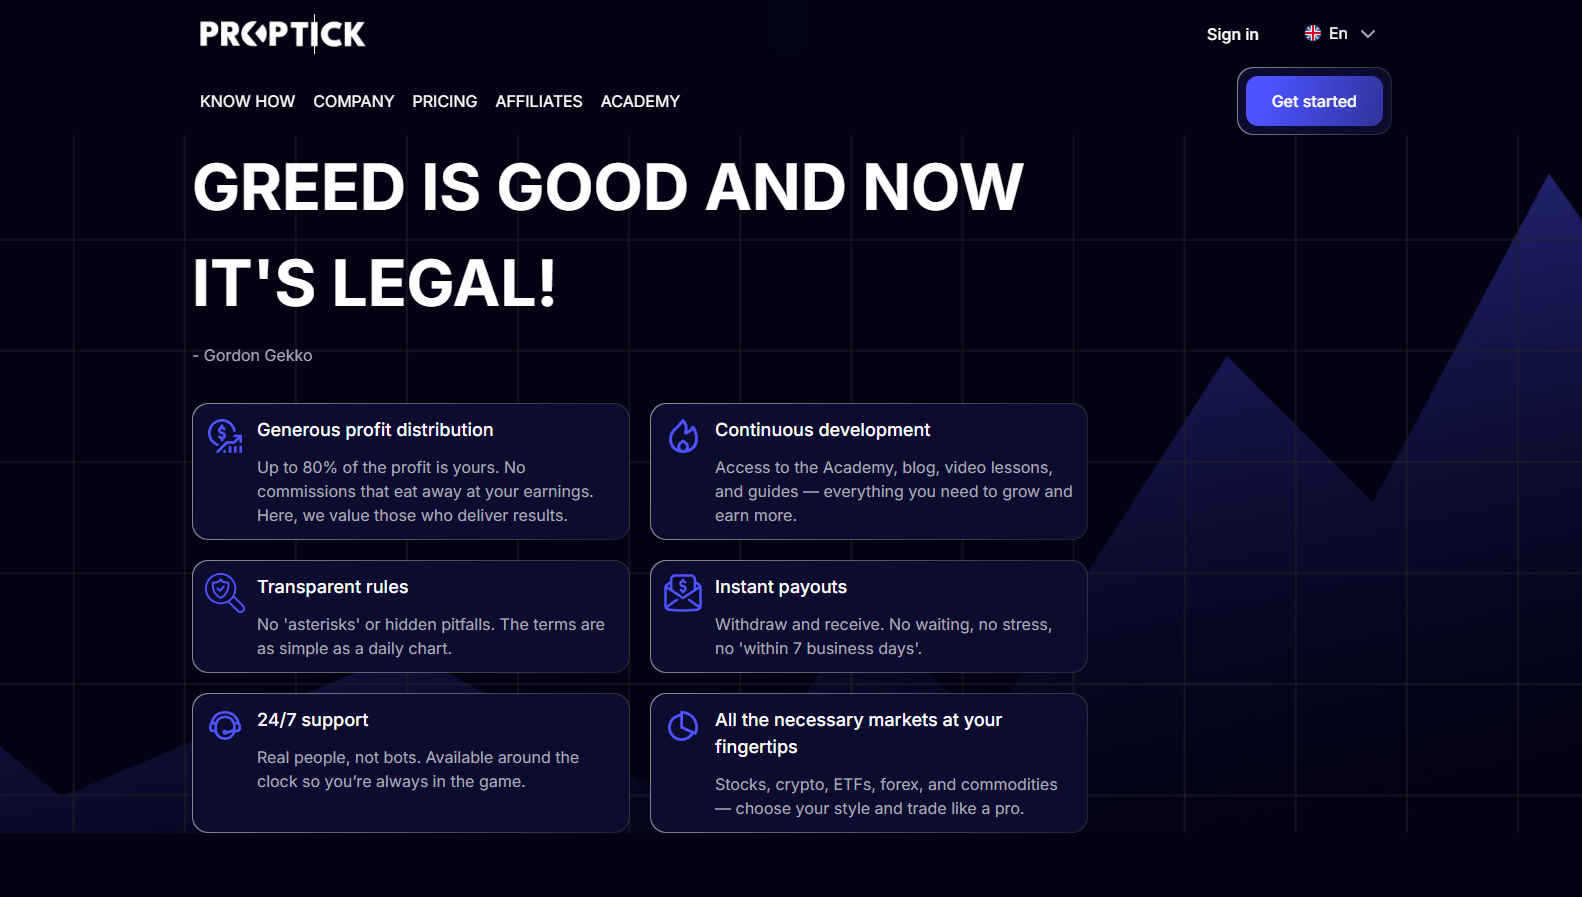 PROPTICK
Sign in
En
KNOW HOW
COMPANY
PRICING
AFFILIATES
ACADEMY
Get started
GREED IS GOOD AND NOW
IT'S LEGAL!
- Gordon Gekko
Generous profit distribution
Up to 80% of the profit is yours. No
commissions that eat away at your earnings.
Here, we value those who deliver results.
Continuous development
Access to the Academy, blog, video lessons,
and guides — everything you need to grow and
earn more.
Transparent rules
No 'asterisks' or hidden pitfalls. The terms are
as simple as a daily chart.
Instant payouts
Withdraw and receive. No waiting, no stress,
no 'within 7 business days'.
24/7 support
Real people, not bots. Available around the
clock so you’re always in the game.
All the necessary markets at your
fingertips
Stocks, crypto, ETFs, forex, and commodities
— choose your style and trade like a pro.